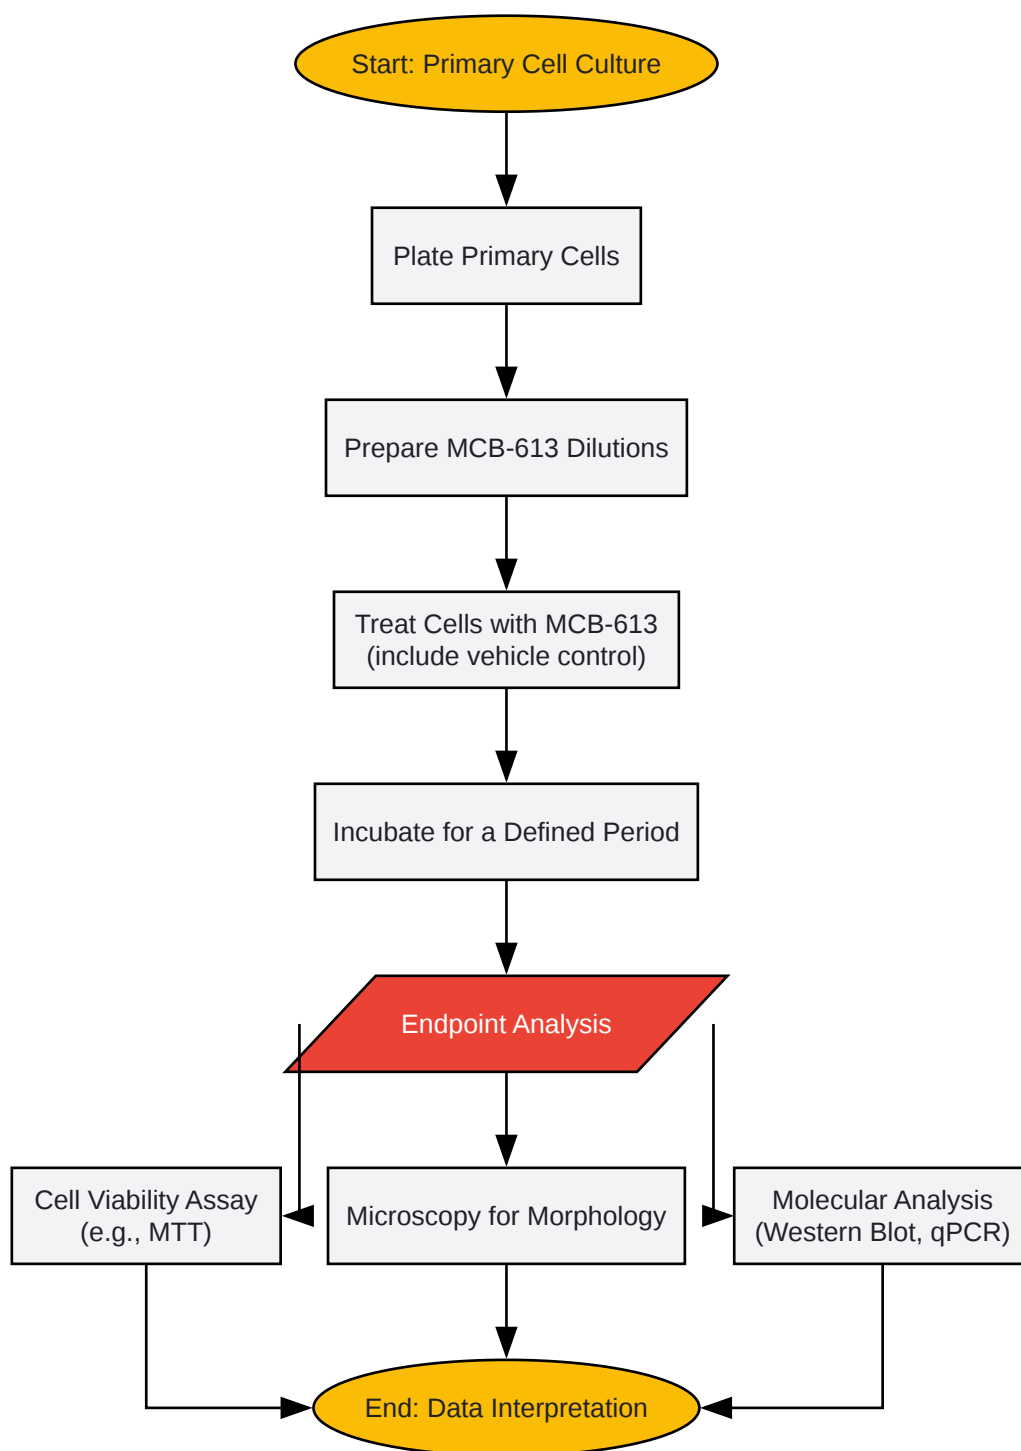 Start: Primary Cell Culture
Plate Primary Cells
Prepare MCB-613 Dilutions
Treat Cells with MCB-613
(include vehicle control)
Incubate for a Defined Period
Endpoint Analysis
Cell Viability Assay
(e.g., MTT)
Microscopy for Morphology
Molecular Analysis
(Western Blot, qPCR)
End: Data Interpretation